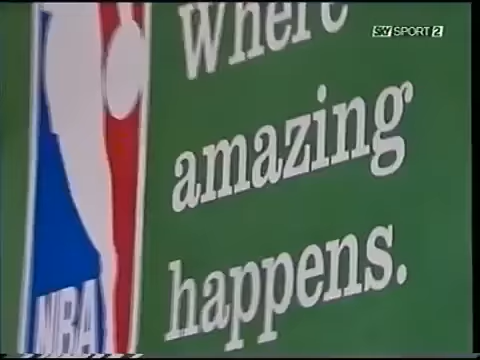 Where
sky SPORT 2
amazing
happens.
NBA